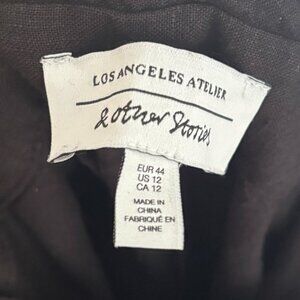 LOS ANGELES ATELIER
& other Stories
EUR 44
US 12
CA 12
MADE IN
CHINA
FABRIQUÉ EN
CHINE